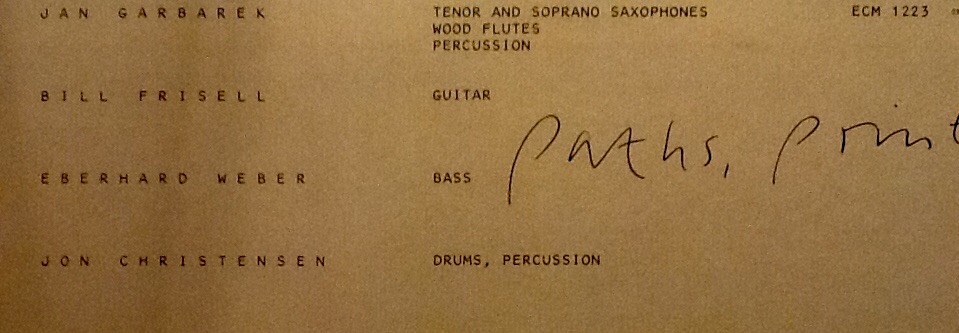 JAN GARBAREK TENOR AND SOPRANO SAXOPHONES ECM 1223
WOOD FLUTES
PERCUSSION
BILL FRISELL GUITAR
paths, print
EBERHARD WEBER BASS
JON CHRISTENSEN DRUMS, PERCUSSION